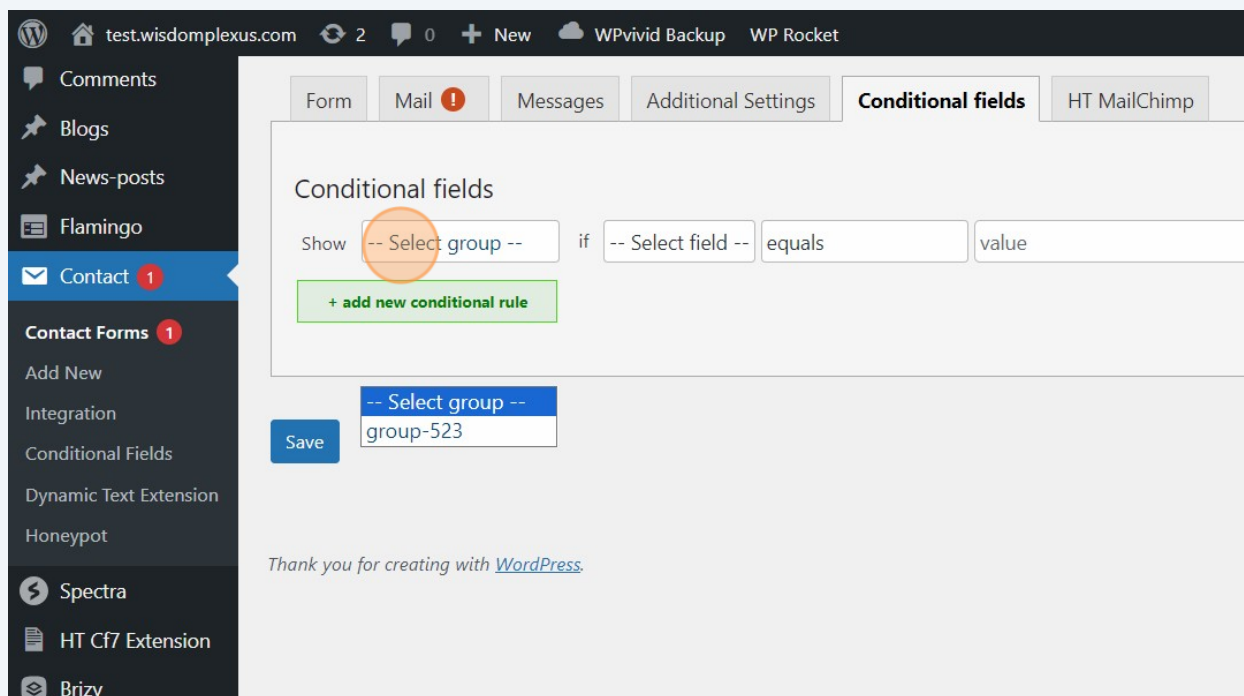 test.wisdomplexus.com 2 0 + New WPvivid Backup WP Rocket
Comments
Blogs
News-posts
Flamingo
Contact 1
Contact Forms 1
Add New
Integration
Conditional Fields
Dynamic Text Extension
Honeypot
Spectra
HT Cf7 Extension
Brizy
Form Mail ! Messages Additional Settings Conditional fields HT MailChimp
Conditional fields
Show -- Select group -- if -- Select field -- equals value
+ add new conditional rule
-- Select group --
group-523
Save
Thank you for creating with WordPress.